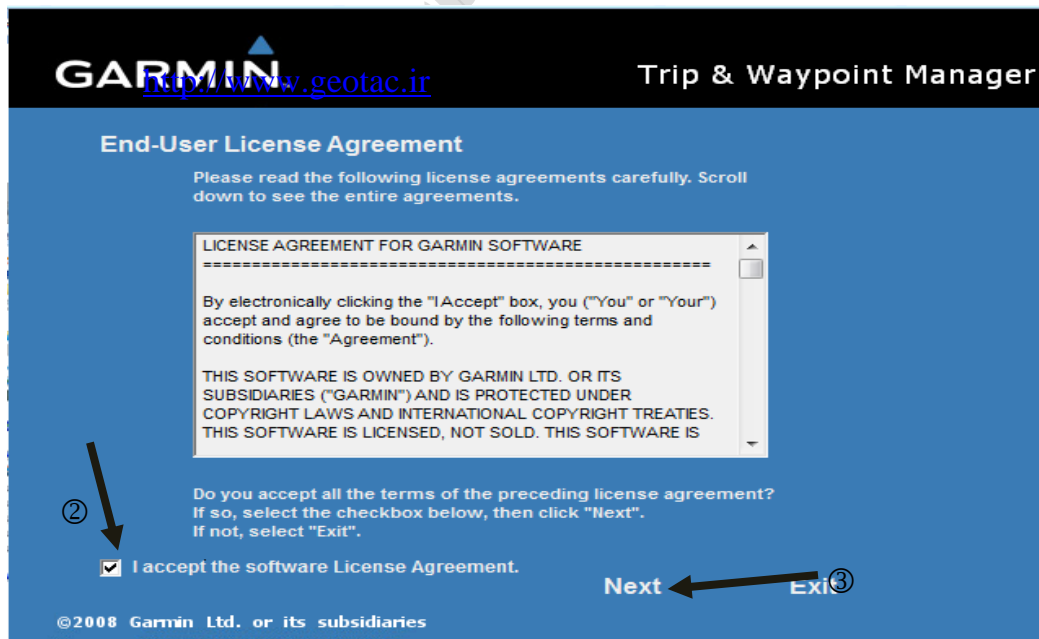 GARMIN
http://www.geotac.ir
Trip & Waypoint Manager
End-User License Agreement
Please read the following license agreements carefully. Scroll
down to see the entire agreements.
LICENSE AGREEMENT FOR GARMIN SOFTWARE
====================================================
By electronically clicking the "I Accept" box, you ("You" or "Your")
accept and agree to be bound by the following terms and
conditions (the "Agreement").
THIS SOFTWARE IS OWNED BY GARMIN LTD. OR ITS
SUBSIDIARIES ("GARMIN") AND IS PROTECTED UNDER
COPYRIGHT LAWS AND INTERNATIONAL COPYRIGHT TREATIES.
THIS SOFTWARE IS LICENSED, NOT SOLD. THIS SOFTWARE IS
Do you accept all the terms of the preceding license agreement?
If so, select the checkbox below, then click "Next".
If not, select "Exit".
②
I accept the software License Agreement.
Next
Exit
③
©2008 Garmin Ltd. or its subsidiaries